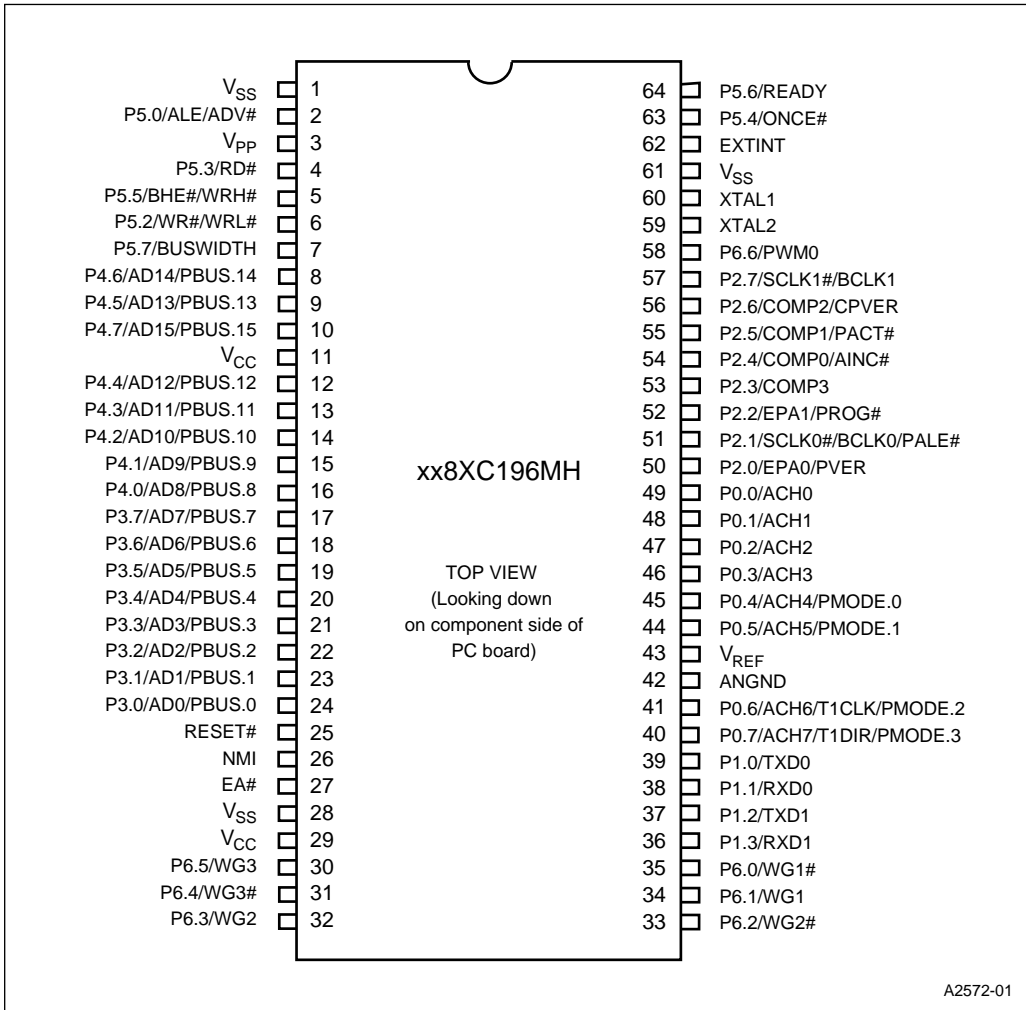 V_SS 1
P5.0/ALE/ADV# 2
V_PP 3
P5.3/RD# 4
P5.5/BHE#/WRH# 5
P5.2/WR#/WRL# 6
P5.7/BUSWIDTH 7
P4.6/AD14/PBUS.14 8
P4.5/AD13/PBUS.13 9
P4.7/AD15/PBUS.15 10
V_CC 11
P4.4/AD12/PBUS.12 12
P4.3/AD11/PBUS.11 13
P4.2/AD10/PBUS.10 14
P4.1/AD9/PBUS.9 15
P4.0/AD8/PBUS.8 16
P3.7/AD7/PBUS.7 17
P3.6/AD6/PBUS.6 18
P3.5/AD5/PBUS.5 19
P3.4/AD4/PBUS.4 20
P3.3/AD3/PBUS.3 21
P3.2/AD2/PBUS.2 22
P3.1/AD1/PBUS.1 23
P3.0/AD0/PBUS.0 24
RESET# 25
NMI 26
EA# 27
V_SS 28
V_CC 29
P6.5/WG3 30
P6.4/WG3# 31
P6.3/WG2 32
xx8XC196MH
TOP VIEW
(Looking down
on component side of
PC board)
64 P5.6/READY
63 P5.4/ONCE#
62 EXTINT
61 V_SS
60 XTAL1
59 XTAL2
58 P6.6/PWM0
57 P2.7/SCLK1#/BCLK1
56 P2.6/COMP2/CPVER
55 P2.5/COMP1/PACT#
54 P2.4/COMP0/AINC#
53 P2.3/COMP3
52 P2.2/EPA1/PROG#
51 P2.1/SCLK0#/BCLK0/PALE#
50 P2.0/EPA0/PVER
49 P0.0/ACH0
48 P0.1/ACH1
47 P0.2/ACH2
46 P0.3/ACH3
45 P0.4/ACH4/PMODE.0
44 P0.5/ACH5/PMODE.1
43 V_REF
42 ANGND
41 P0.6/ACH6/T1CLK/PMODE.2
40 P0.7/ACH7/T1DIR/PMODE.3
39 P1.0/TXD0
38 P1.1/RXD0
37 P1.2/TXD1
36 P1.3/RXD1
35 P6.0/WG1#
34 P6.1/WG1
33 P6.2/WG2#
A2572-01